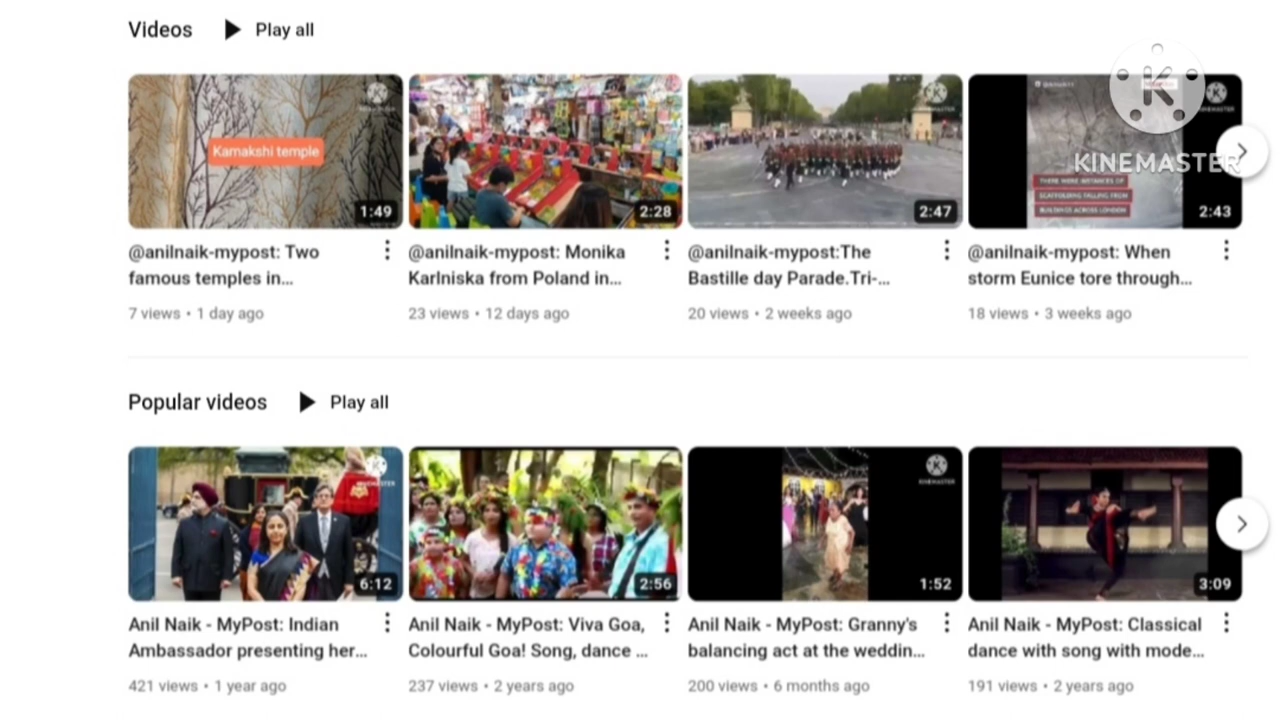 Videos Play all
Kamakshi temple
1:49
2:28
2:47
THERE WERE INSTANCES OF
SCAFFOLDING FALLING FROM
BUILDINGS ACROSS LONDON
2:43
KINEMASTER
@anilnaik-mypost: Two
famous temples in...
7 views • 1 day ago
@anilnaik-mypost: Monika
Karlniska from Poland in...
23 views • 12 days ago
@anilnaik-mypost:The
Bastille day Parade.Tri-...
20 views • 2 weeks ago
@anilnaik-mypost: When
storm Eunice tore through...
18 views • 3 weeks ago
Popular videos Play all
6:12
2:56
KINEMASTER
1:52
3:09
Anil Naik - MyPost: Indian
Ambassador presenting her...
421 views • 1 year ago
Anil Naik - MyPost: Viva Goa,
Colourful Goa! Song, dance ...
237 views • 2 years ago
Anil Naik - MyPost: Granny's
balancing act at the weddin...
200 views • 6 months ago
Anil Naik - MyPost: Classical
dance with song with mode...
191 views • 2 years ago